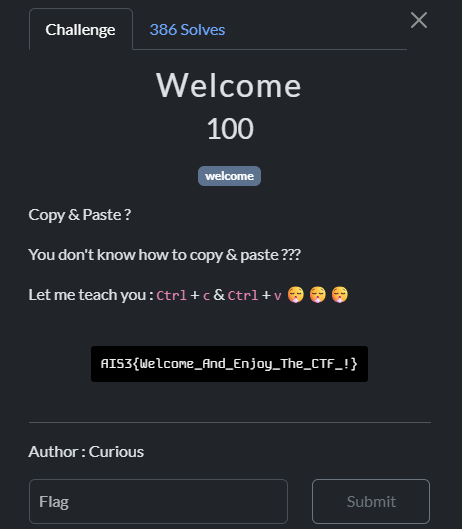 Challenge
386 Solves
Welcome
100
welcome
Copy & Paste ?
You don't know how to copy & paste ???
Let me teach you : Ctrl + c & Ctrl + v 😚 😚 😚
AIS3{Welcome_And_Enjoy_The_CTF_!}
Author : Curious
Flag
Submit